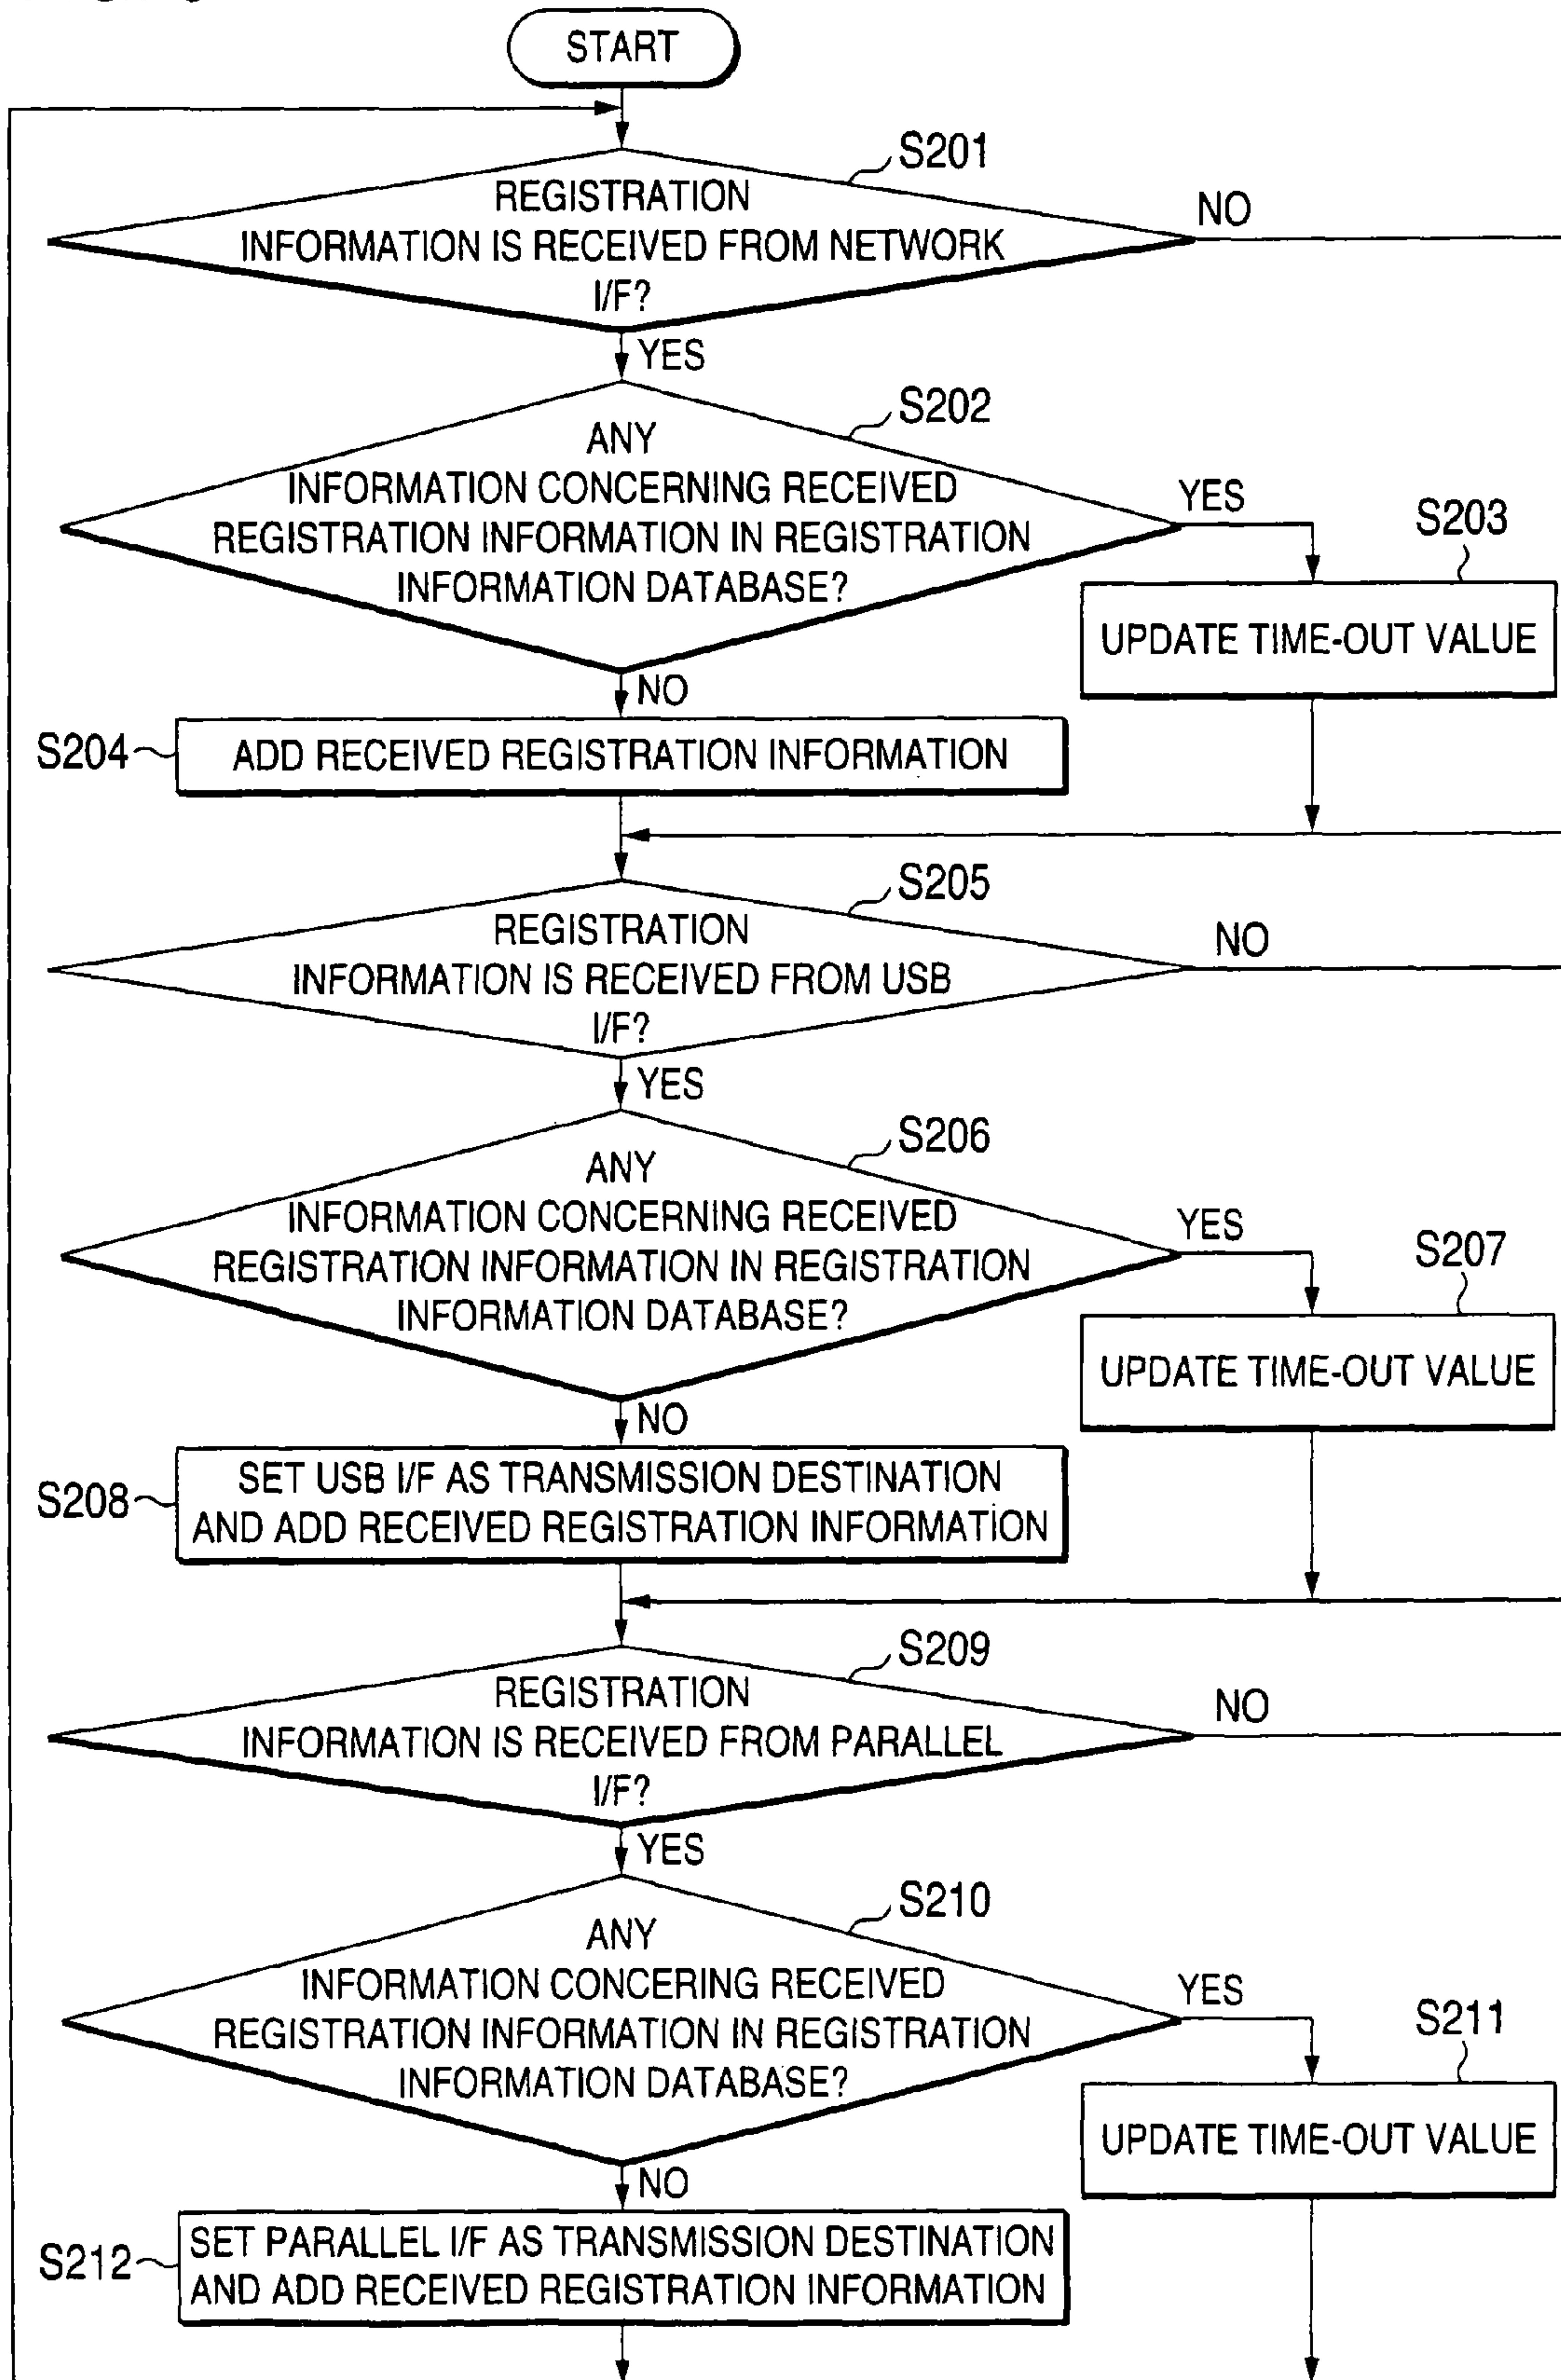 START
S201
REGISTRATION
INFORMATION IS RECEIVED FROM NETWORK
I/F?
NO
YES
S202
ANY
INFORMATION CONCERNING RECEIVED
REGISTRATION INFORMATION IN REGISTRATION
INFORMATION DATABASE?
YES
S203
UPDATE TIME-OUT VALUE
NO
S204
ADD RECEIVED REGISTRATION INFORMATION
S205
REGISTRATION
INFORMATION IS RECEIVED FROM USB
I/F?
NO
YES
S206
ANY
INFORMATION CONCERNING RECEIVED
REGISTRATION INFORMATION IN REGISTRATION
INFORMATION DATABASE?
YES
S207
UPDATE TIME-OUT VALUE
NO
S208
SET USB I/F AS TRANSMISSION DESTINATION
AND ADD RECEIVED REGISTRATION INFORMATION
S209
REGISTRATION
INFORMATION IS RECEIVED FROM PARALLEL
I/F?
NO
YES
S210
ANY
INFORMATION CONCERING RECEIVED
REGISTRATION INFORMATION IN REGISTRATION
INFORMATION DATABASE?
YES
S211
UPDATE TIME-OUT VALUE
NO
S212
SET PARALLEL I/F AS TRANSMISSION DESTINATION
AND ADD RECEIVED REGISTRATION INFORMATION